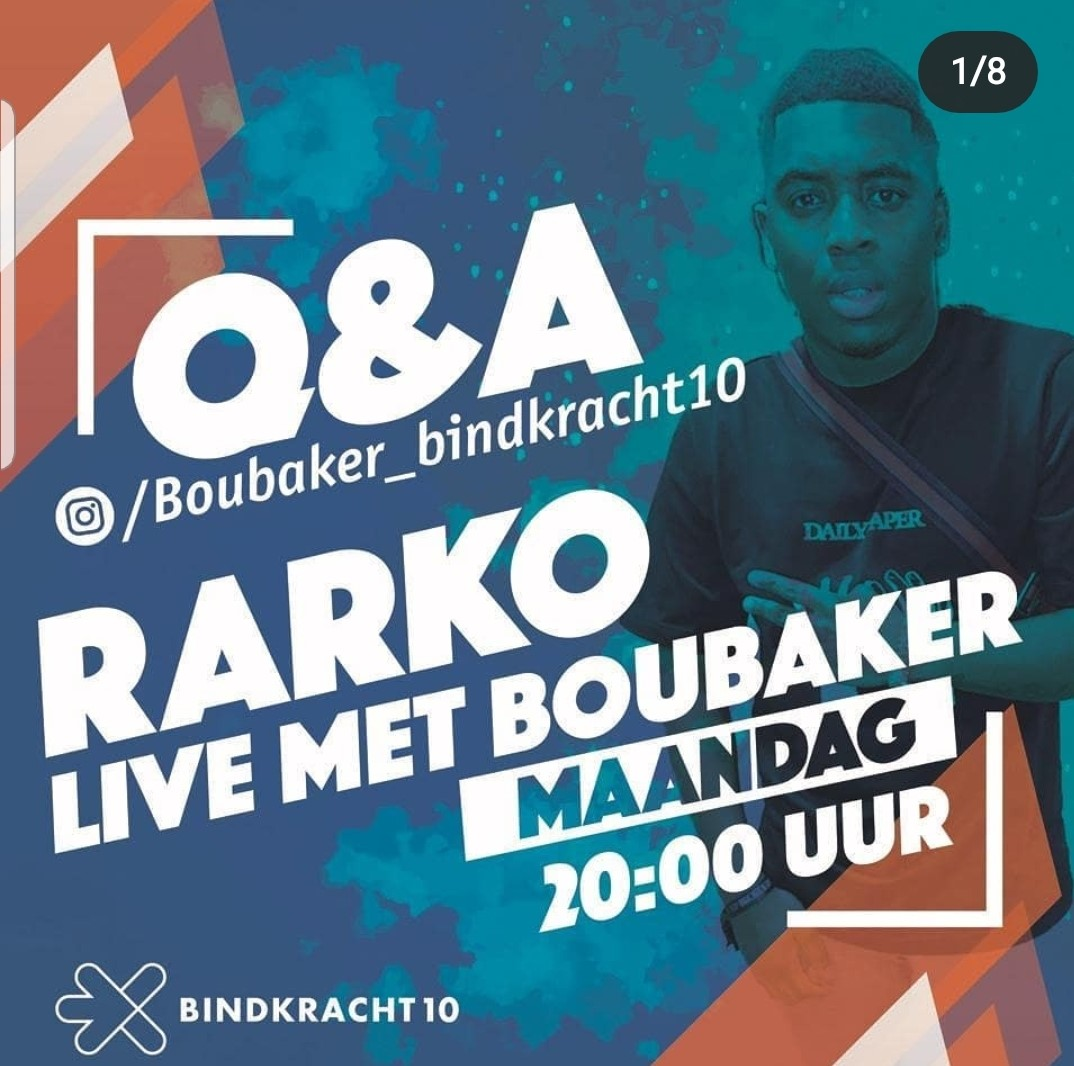 1/8
Q&A
/Boubaker_bindkracht10
RARKO
LIVE MET BOUBAKER
MAANDAG
20:00 UUR
DAILY PAPER
BINDKRACHT10